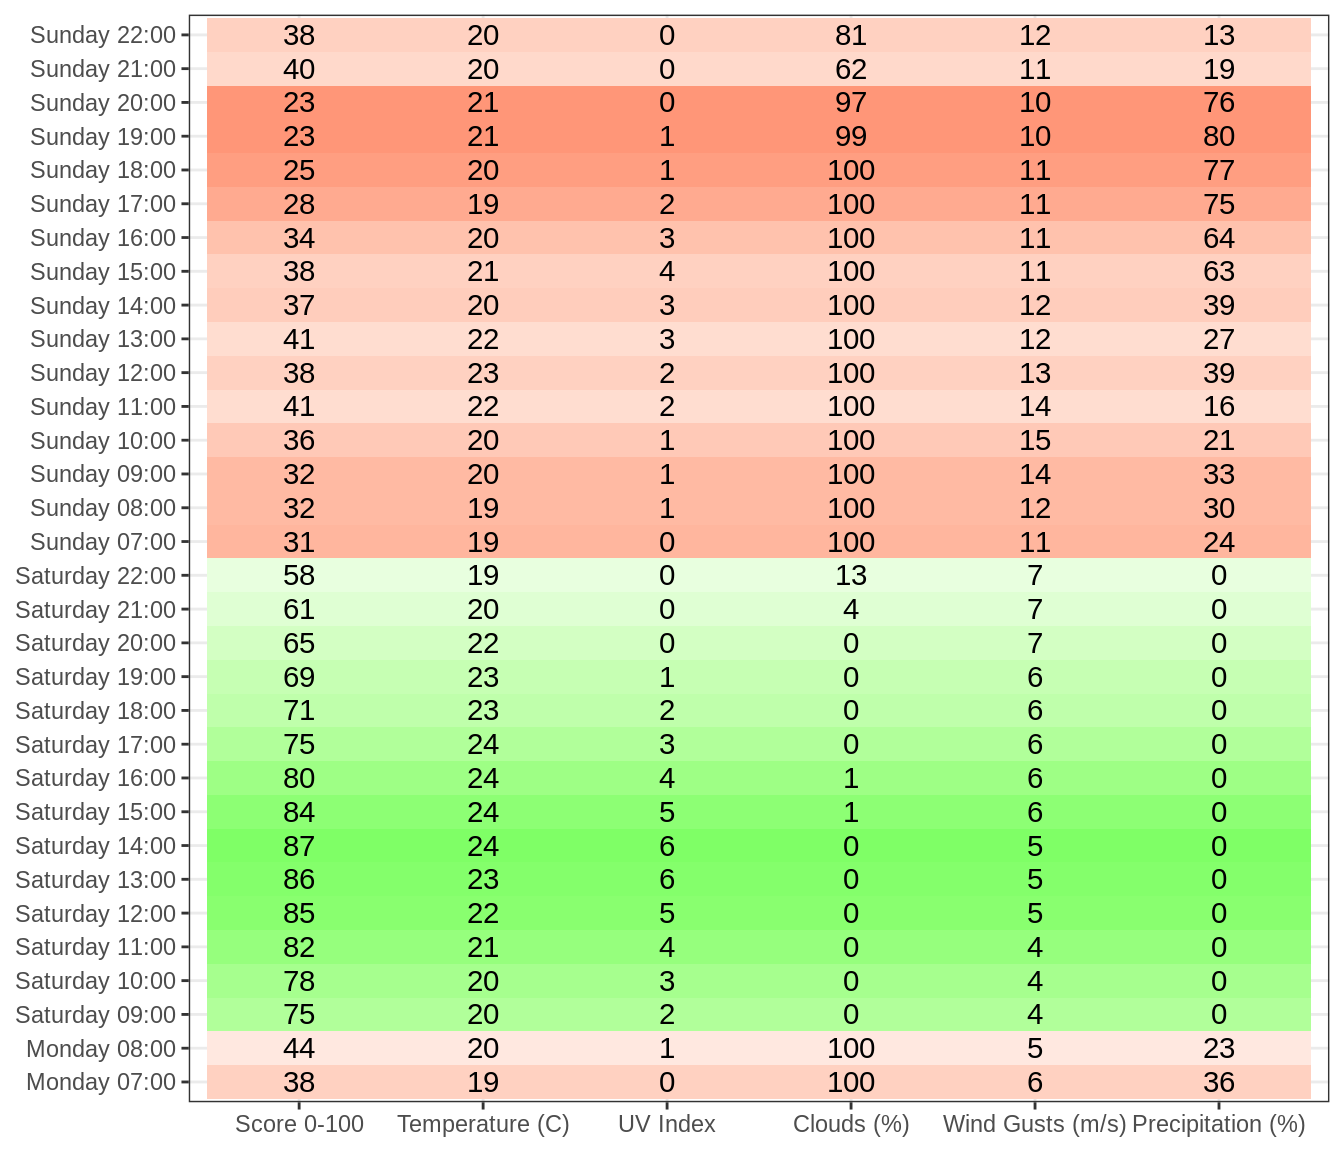 Sunday 22:00 38 20 0 81 12 13
Sunday 21:00 40 20 0 62 11 19
Sunday 20:00 23 21 0 97 10 76
Sunday 19:00 23 21 1 99 10 80
Sunday 18:00 25 20 1 100 11 77
Sunday 17:00 28 19 2 100 11 75
Sunday 16:00 34 20 3 100 11 64
Sunday 15:00 38 21 4 100 11 63
Sunday 14:00 37 20 3 100 12 39
Sunday 13:00 41 22 3 100 12 27
Sunday 12:00 38 23 2 100 13 39
Sunday 11:00 41 22 2 100 14 16
Sunday 10:00 36 20 1 100 15 21
Sunday 09:00 32 20 1 100 14 33
Sunday 08:00 32 19 1 100 12 30
Sunday 07:00 31 19 0 100 11 24
Saturday 22:00 58 19 0 13 7 0
Saturday 21:00 61 20 0 4 7 0
Saturday 20:00 65 22 0 0 7 0
Saturday 19:00 69 23 1 0 6 0
Saturday 18:00 71 23 2 0 6 0
Saturday 17:00 75 24 3 0 6 0
Saturday 16:00 80 24 4 1 6 0
Saturday 15:00 84 24 5 1 6 0
Saturday 14:00 87 24 6 0 5 0
Saturday 13:00 86 23 6 0 5 0
Saturday 12:00 85 22 5 0 5 0
Saturday 11:00 82 21 4 0 4 0
Saturday 10:00 78 20 3 0 4 0
Saturday 09:00 75 20 2 0 4 0
Monday 08:00 44 20 1 100 5 23
Monday 07:00 38 19 0 100 6 36
Score 0-100 Temperature (C) UV Index Clouds (%) Wind Gusts (m/s) Precipitation (%)